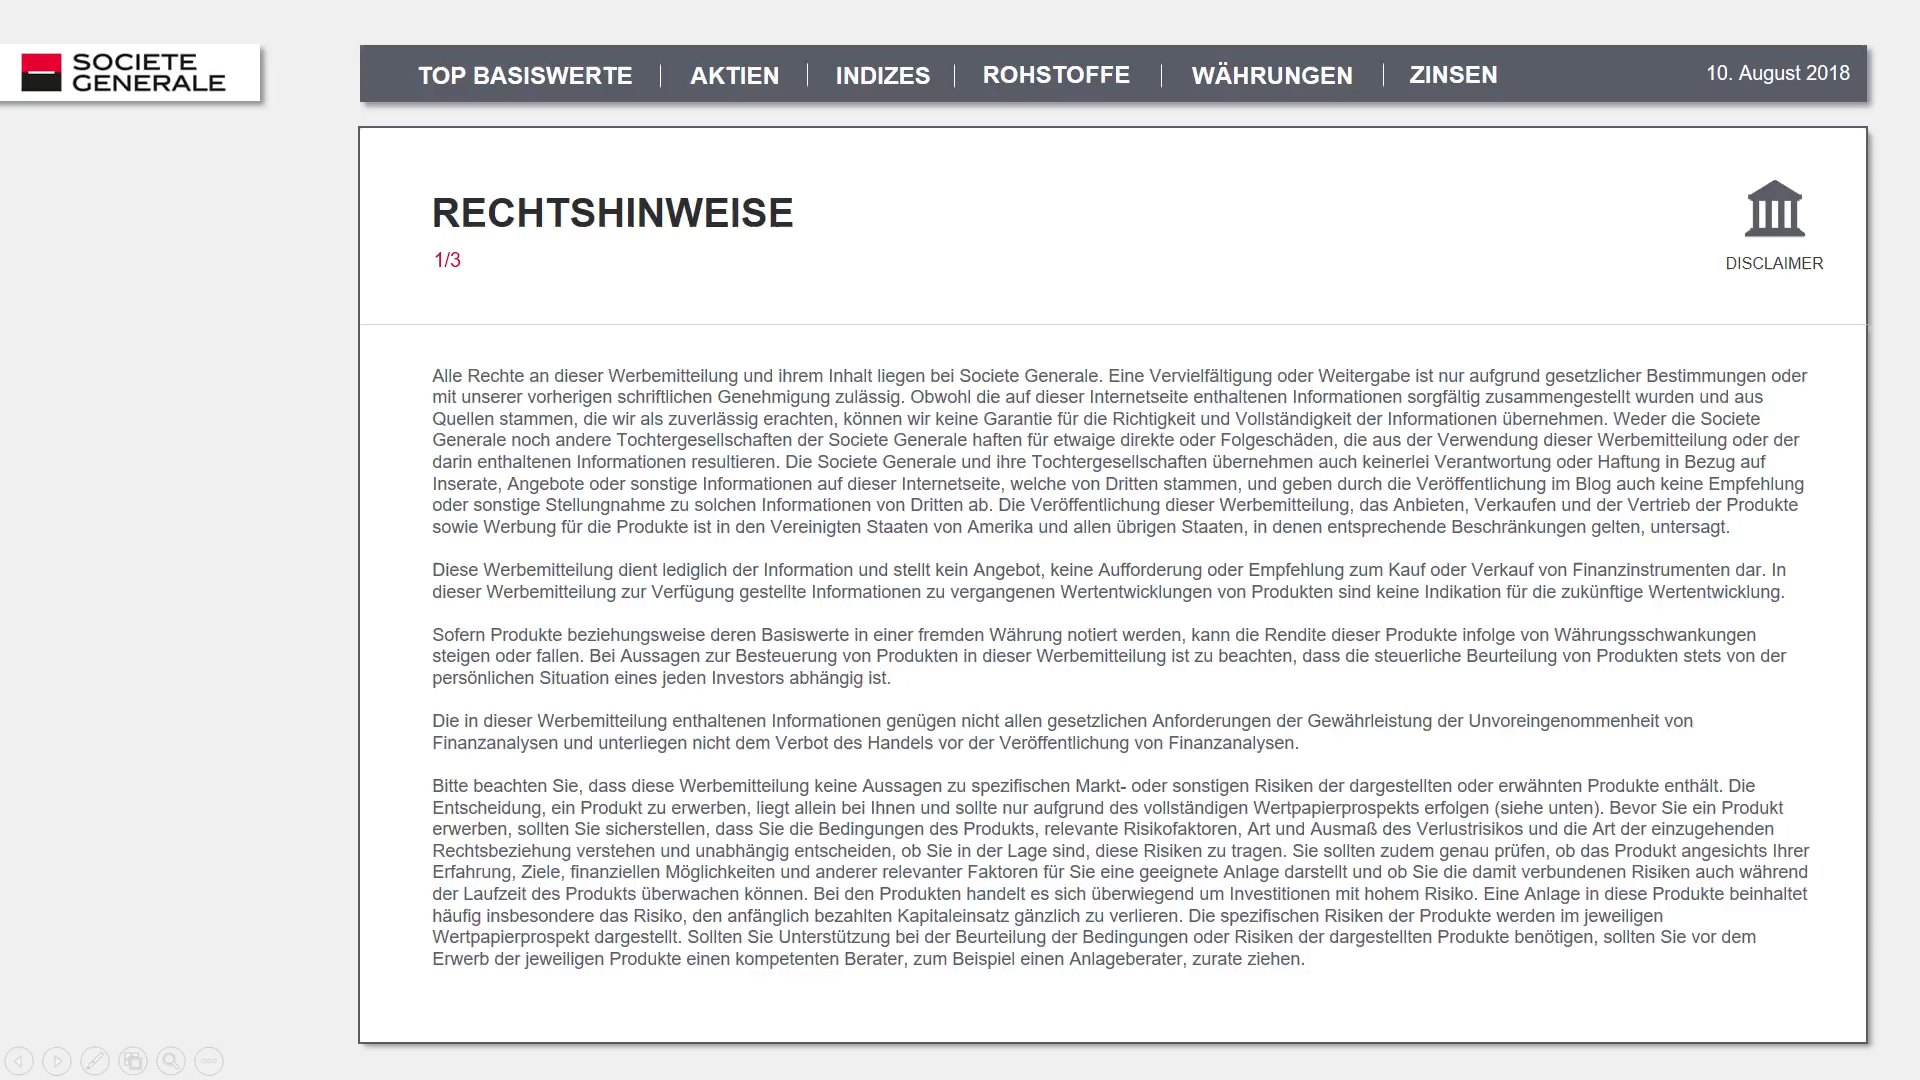 SOCIETE
GENERALE
TOP BASISWERTE
AKTIEN
INDIZES
ROHSTOFFE
WÄHRUNGEN
ZINSEN
10. August 2018
RECHTSHINWEISE
1/3
DISCLAIMER
Alle Rechte an dieser Werbemitteilung und ihrem Inhalt liegen bei Societe Generale. Eine Vervielfältigung oder Weitergabe ist nur aufgrund gesetzlicher Bestimmungen oder
mit unserer vorherigen schriftlichen Genehmigung zulässig. Obwohl die auf dieser Internetseite enthaltenen Informationen sorgfältig zusammengestellt wurden und aus
Quellen stammen, die wir als zuverlässig erachten, können wir keine Garantie für die Richtigkeit und Vollständigkeit der Informationen übernehmen. Weder die Societe
Generale noch andere Tochtergesellschaften der Societe Generale haften für etwaige direkte oder Folgeschäden, die aus der Verwendung dieser Werbemitteilung oder der
darin enthaltenen Informationen resultieren. Die Societe Generale und ihre Tochtergesellschaften übernehmen auch keinerlei Verantwortung oder Haftung in Bezug auf
Inserate, Angebote oder sonstige Informationen auf dieser Internetseite, welche von Dritten stammen, und geben durch die Veröffentlichung im Blog auch keine Empfehlung
oder sonstige Stellungnahme zu solchen Informationen von Dritten ab. Die Veröffentlichung dieser Werbemitteilung, das Anbieten, Verkaufen und der Vertrieb der Produkte
sowie Werbung für die Produkte ist in den Vereinigten Staaten von Amerika und allen übrigen Staaten, in denen entsprechende Beschränkungen gelten, untersagt.
Diese Werbemitteilung dient lediglich der Information und stellt kein Angebot, keine Aufforderung oder Empfehlung zum Kauf oder Verkauf von Finanzinstrumenten dar. In
dieser Werbemitteilung zur Verfügung gestellte Informationen zu vergangenen Wertentwicklungen von Produkten sind keine Indikation für die zukünftige Wertentwicklung.
Sofern Produkte beziehungsweise deren Basiswerte in einer fremden Währung notiert werden, kann die Rendite dieser Produkte infolge von Währungsschwankungen
steigen oder fallen. Bei Aussagen zur Besteuerung von Produkten in dieser Werbemitteilung ist zu beachten, dass die steuerliche Beurteilung von Produkten stets von der
persönlichen Situation eines jeden Investors abhängig ist.
Die in dieser Werbemitteilung enthaltenen Informationen genügen nicht allen gesetzlichen Anforderungen der Gewährleistung der Unvoreingenommenheit von
Finanzanalysen und unterliegen nicht dem Verbot des Handels vor der Veröffentlichung von Finanzanalysen.
Bitte beachten Sie, dass diese Werbemitteilung keine Aussagen zu spezifischen Markt- oder sonstigen Risiken der dargestellten oder erwähnten Produkte enthält. Die
Entscheidung, ein Produkt zu erwerben, liegt allein bei Ihnen und sollte nur aufgrund des vollständigen Wertpapierprospekts erfolgen (siehe unten). Bevor Sie ein Produkt
erwerben, sollten Sie sicherstellen, dass Sie die Bedingungen des Produkts, relevante Risikofaktoren, Art und Ausmaß des Verlustrisikos und die Art der einzugehenden
Rechtsbeziehung verstehen und unabhängig entscheiden, ob Sie in der Lage sind, diese Risiken zu tragen. Sie sollten zudem genau prüfen, ob das Produkt angesichts Ihrer
Erfahrung, Ziele, finanziellen Möglichkeiten und anderer relevanter Faktoren für Sie eine geeignete Anlage darstellt und ob Sie die damit verbundenen Risiken auch während
der Laufzeit des Produkts überwachen können. Bei den Produkten handelt es sich überwiegend um Investitionen mit hohem Risiko. Eine Anlage in diese Produkte beinhaltet
häufig insbesondere das Risiko, den anfänglich bezahlten Kapitaleinsatz gänzlich zu verlieren. Die spezifischen Risiken der Produkte werden im jeweiligen
Wertpapierprospekt dargestellt. Sollten Sie Unterstützung bei der Beurteilung der Bedingungen oder Risiken der dargestellten Produkte benötigen, sollten Sie vor dem
Erwerb der jeweiligen Produkte einen kompetenten Berater, zum Beispiel einen Anlageberater, zurate ziehen.